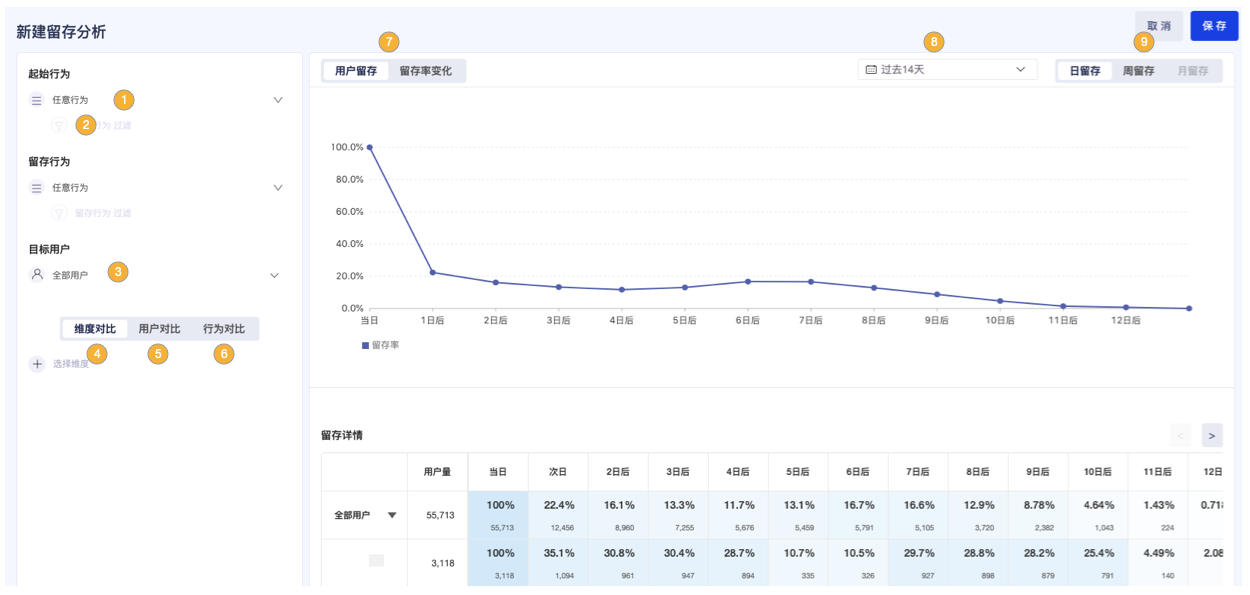 新建留存分析
取 消
保 存
起始行为
任意行为
1
2
行为 过滤
留存行为
任意行为
留存行为 过滤
目标用户
全部用户
3
维度对比 用户对比 行为对比
4 5 6
选择维度
7
用户留存 留存率变化
8
过去14天
9
日留存 周留存 月留存
100.0%
80.0%
60.0%
40.0%
20.0%
0.0%
当日 1日后 2日后 3日后 4日后 5日后 6日后 7日后 8日后 9日后 10日后 11日后 12日后
留存率
留存详情
< >
用户量 当日 次日 2日后 3日后 4日后 5日后 6日后 7日后 8日后 9日后 10日后 11日后 12日
全部用户 55,713 100% 22.4% 16.1% 13.3% 11.7% 13.1% 16.7% 16.6% 12.9% 8.78% 4.64% 1.43%
55,713 12,456 8,960 7,255 5,676 5,459 5,791 5,105 3,720 2,382 1,043 224
3,118 100% 35.1% 30.8% 30.4% 28.7% 10.7% 10.5% 29.7% 28.8% 28.2% 25.4% 4.49% 2.08
3,118 1,094 961 947 894 335 326 927 898 879 791 140